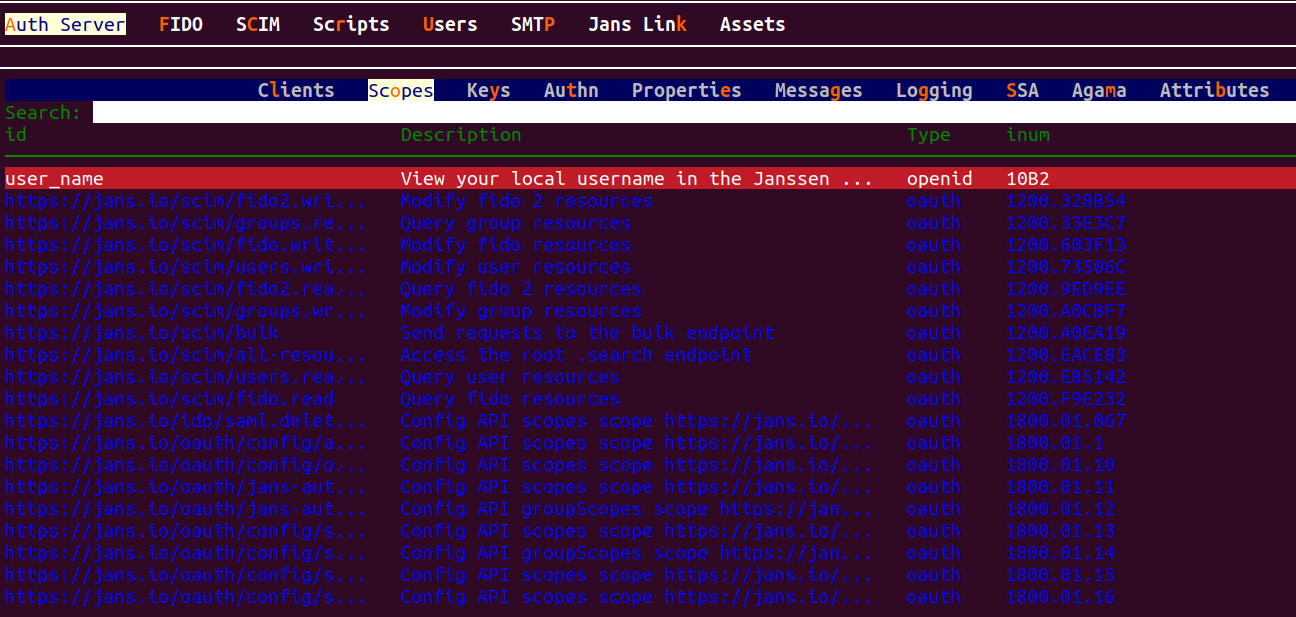 Auth Server FIDO SCIM Scripts Users SMTP Jans Link Assets
Clients Scopes Keys Authn Properties Messages Logging SSA Agama Attributes
Search:
id Description Type inum
user_name View your local username in the Janssen ... openid 10B2
https://jans.io/scim/fido2.wri... Modify fido 2 resources oauth 1200.328B54
https://jans.io/scim/groups.re... Query group resources oauth 1200.33E3C7
https://jans.io/scim/fido.writ... Modify fido resources oauth 1200.603F13
https://jans.io/scim/users.wri... Modify user resources oauth 1200.73506C
https://jans.io/scim/fido2.rea... Query fido 2 resources oauth 1200.9ED9EE
https://jans.io/scim/groups.wr... Modify group resources oauth 1200.A0CBF7
https://jans.io/scim/bulk Send requests to the bulk endpoint oauth 1200.A0EA19
https://jans.io/scim/all-resou... Access the root .search endpoint oauth 1200.EACE83
https://jans.io/scim/users.rea... Query user resources oauth 1200.EB5142
https://jans.io/scim/fido.read Query fido resources oauth 1200.F9E232
https://jans.io/idp/saml.delet... Config API scopes scope https://jans.io/... oauth 1800.01.067
https://jans.io/oauth/config/a... Config API scopes scope https://jans.io/... oauth 1800.01.1
https://jans.io/oauth/config/o... Config API scopes scope https://jans.io/... oauth 1800.01.10
https://jans.io/oauth/jans-aut... Config API scopes scope https://jans.io/... oauth 1800.01.11
https://jans.io/oauth/jans-aut... Config API groupScopes scope https://jan... oauth 1800.01.12
https://jans.io/oauth/config/s... Config API scopes scope https://jans.io/... oauth 1800.01.13
https://jans.io/oauth/config/s... Config API groupScopes scope https://jan... oauth 1800.01.14
https://jans.io/oauth/config/s... Config API scopes scope https://jans.io/... oauth 1800.01.15
https://jans.io/oauth/config/s... Config API scopes scope https://jans.io/... oauth 1800.01.16